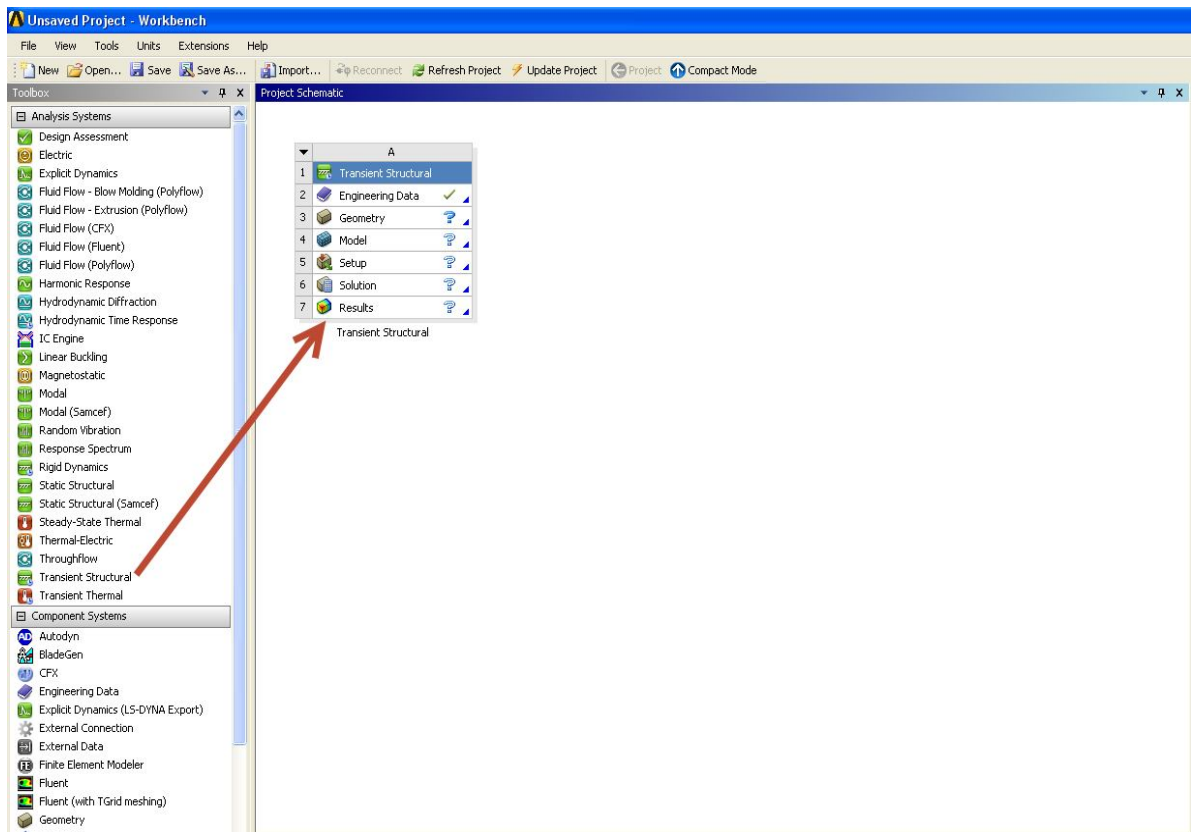 Unsaved Project - Workbench
File View Tools Units Extensions Help
New Open... Save Save As... Import... Reconnect Refresh Project Update Project Project Compact Mode
Toolbox
Analysis Systems
Design Assessment
Electric
Explicit Dynamics
Fluid Flow - Blow Molding (Polyflow)
Fluid Flow - Extrusion (Polyflow)
Fluid Flow (CFX)
Fluid Flow (Fluent)
Fluid Flow (Polyflow)
Harmonic Response
Hydrodynamic Diffraction
Hydrodynamic Time Response
IC Engine
Linear Buckling
Magnetostatic
Modal
Modal (Samcef)
Random Vibration
Response Spectrum
Rigid Dynamics
Static Structural
Static Structural (Samcef)
Steady-State Thermal
Thermal-Electric
Throughflow
Transient Structural
Transient Thermal
Component Systems
Autodyn
BladeGen
CFX
Engineering Data
Explicit Dynamics (LS-DYNA Export)
External Connection
External Data
Finite Element Modeler
Fluent
Fluent (with TGrid meshing)
Geometry
Project Schematic
A
1 Transient Structural
2 Engineering Data
3 Geometry ?
4 Model ?
5 Setup ?
6 Solution ?
7 Results ?
Transient Structural